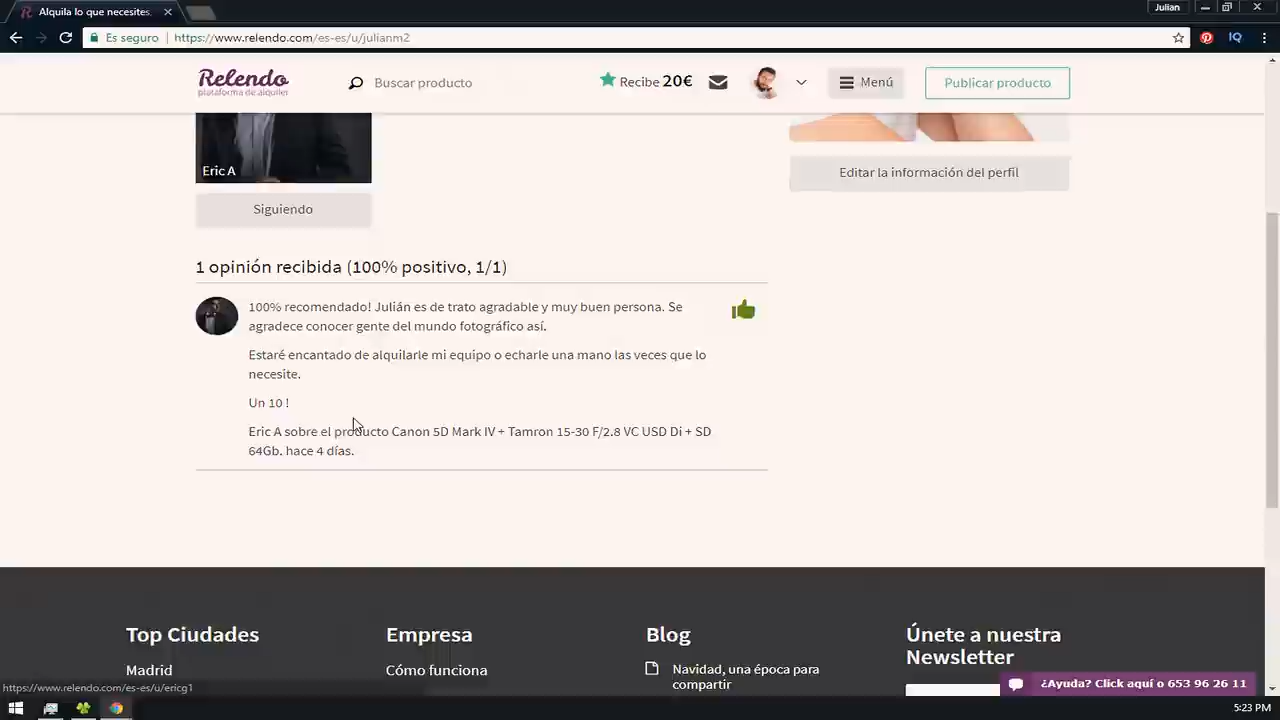 Alquila lo que necesites.
Julian
Es seguro
https://www.relendo.com/es-es/u/julianm2
Relendo
plataforma de alquiler
Buscar producto
Recibe 20€
Menú
Publicar producto
Eric A
Siguiendo
Editar la información del perfil
1 opinión recibida (100% positivo, 1/1)
100% recomendado! Julián es de trato agradable y muy buen persona. Se
agradece conocer gente del mundo fotográfico así.
Estaré encantado de alquilarle mi equipo o echarle una mano las veces que lo
necesite.
Un 10 !
Eric A sobre el producto Canon 5D Mark IV + Tamron 15-30 F/2.8 VC USD Di + SD
64Gb. hace 4 días.
Top Ciudades
Madrid
Empresa
Cómo funciona
Blog
Navidad, una época para
compartir
Únete a nuestra
Newsletter
¿Ayuda? Click aquí o 653 96 26 11
https://www.relendo.com/es-es/u/ericg1
5:23 PM